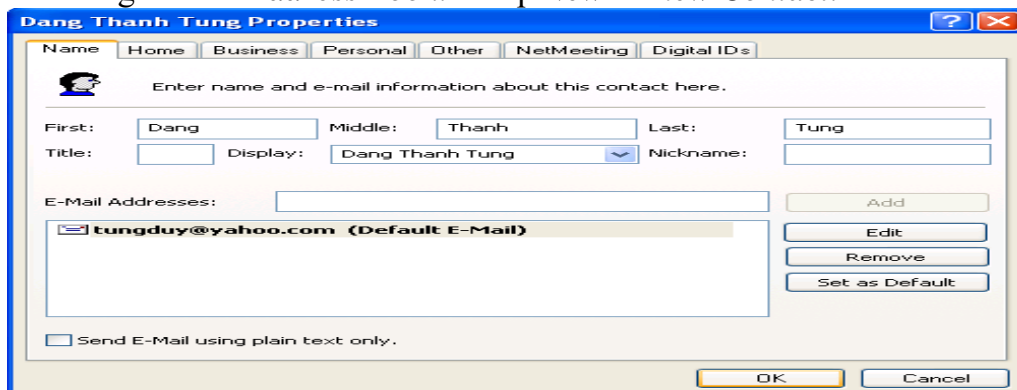 Dang Thanh Tung Properties
Name Home Business Personal Other NetMeeting Digital IDs
Enter name and e-mail information about this contact here.
First: Dang Middle: Thanh Last: Tung
Title: Display: Dang Thanh Tung Nickname:
E-Mail Addresses: Add
tungduy@yahoo.com (Default E-Mail) Edit
Remove
Set as Default
Send E-Mail using plain text only.
OK Cancel